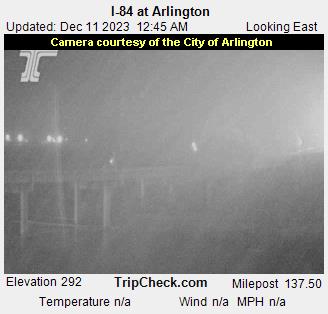 I-84 at Arlington
Updated: Dec 11 2023 12:45 AM Looking East
Camera courtesy of the City of Arlington
Elevation 292 TripCheck.com Milepost 137.50
Temperature n/a Wind n/a MPH n/a